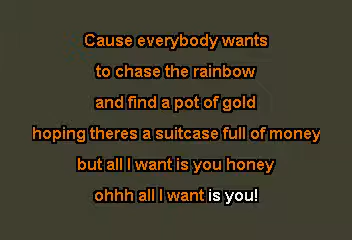 Cause everybody wants
to chase the rainbow
and find a pot of gold
hoping theres a suitcase full of money
but all I want is you honey
ohhh all I want is you!